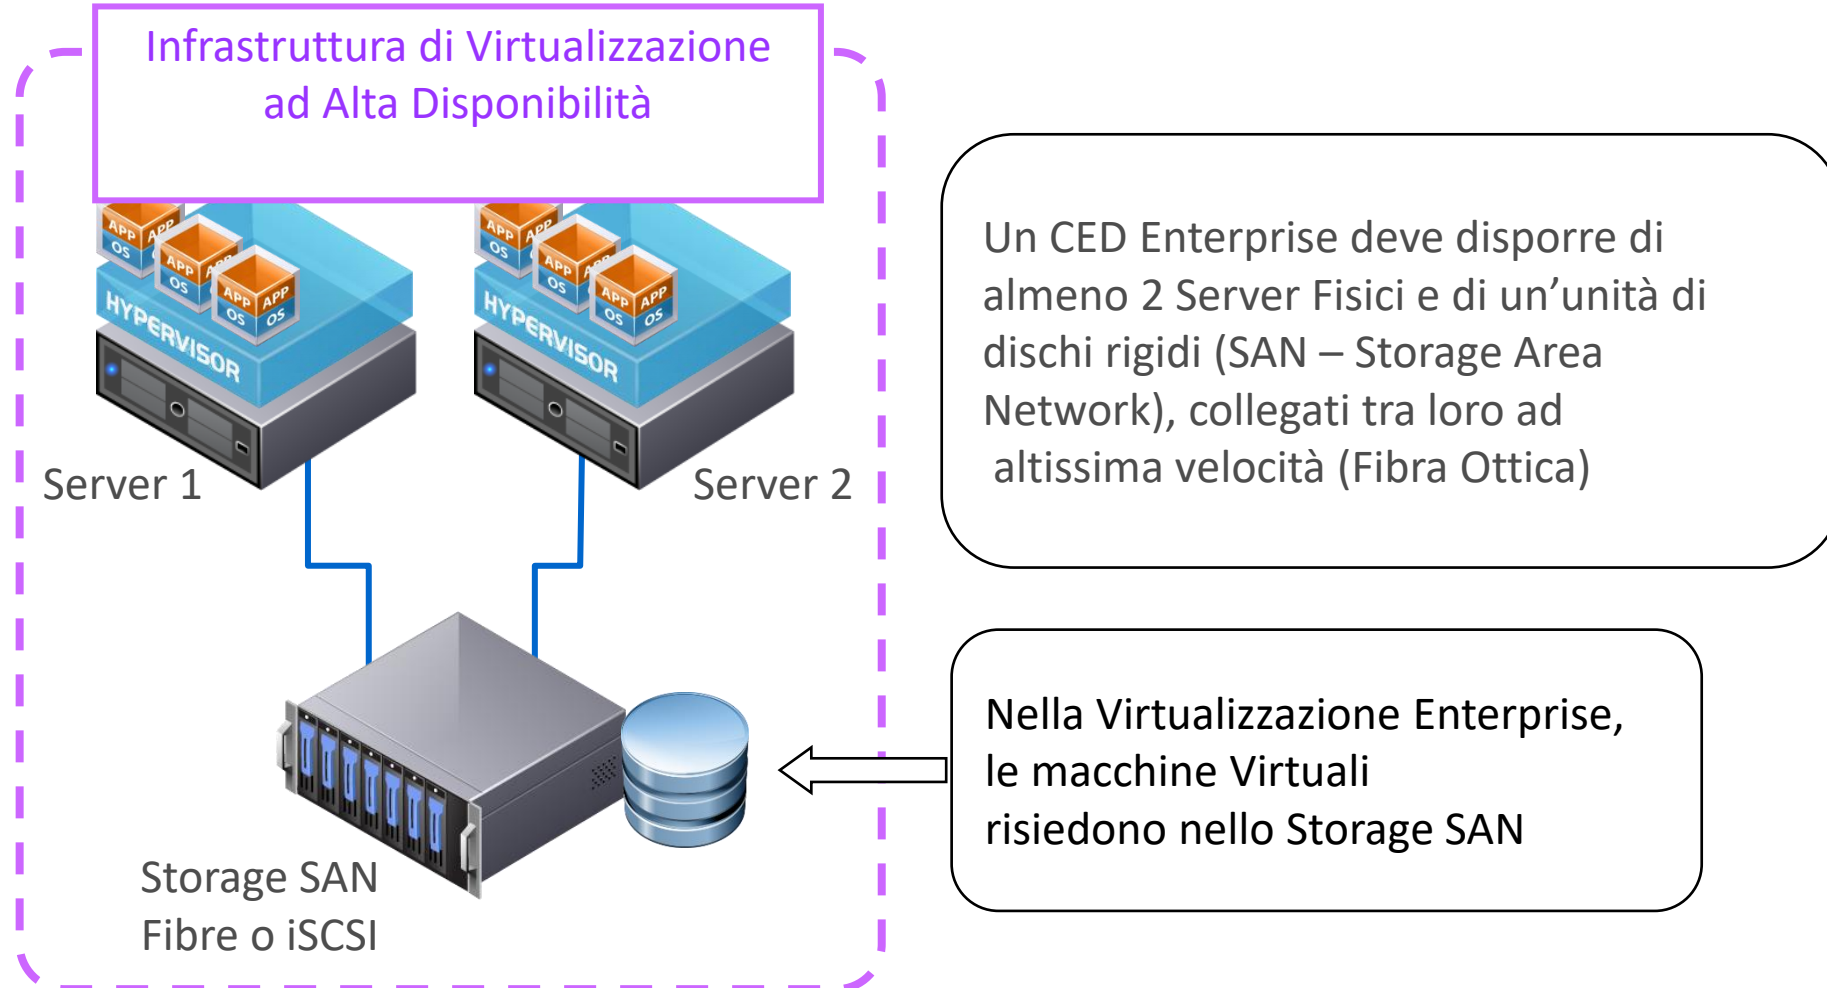 Infrastruttura di Virtualizzazione
ad Alta Disponibilità
APP APP
OS
APP APP
OS
APP APP
OS OS
HYPERVISOR
APP APP
OS
APP APP
OS
APP APP
OS OS
HYPERVISOR
Server 1
Server 2
Un CED Enterprise deve disporre di
almeno 2 Server Fisici e di un’unità di
dischi rigidi (SAN – Storage Area
Network), collegati tra loro ad
altissima velocità (Fibra Ottica)
Nella Virtualizzazione Enterprise,
le macchine Virtuali
risiedono nello Storage SAN
Storage SAN
Fibre o iSCSI